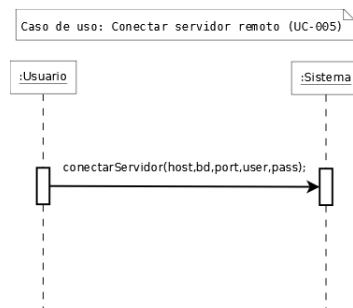 Caso de uso: Conectar servidor remoto (UC-005)
:Usuario
:Sistema
conectarServidor(host,bd,port,user,pass);